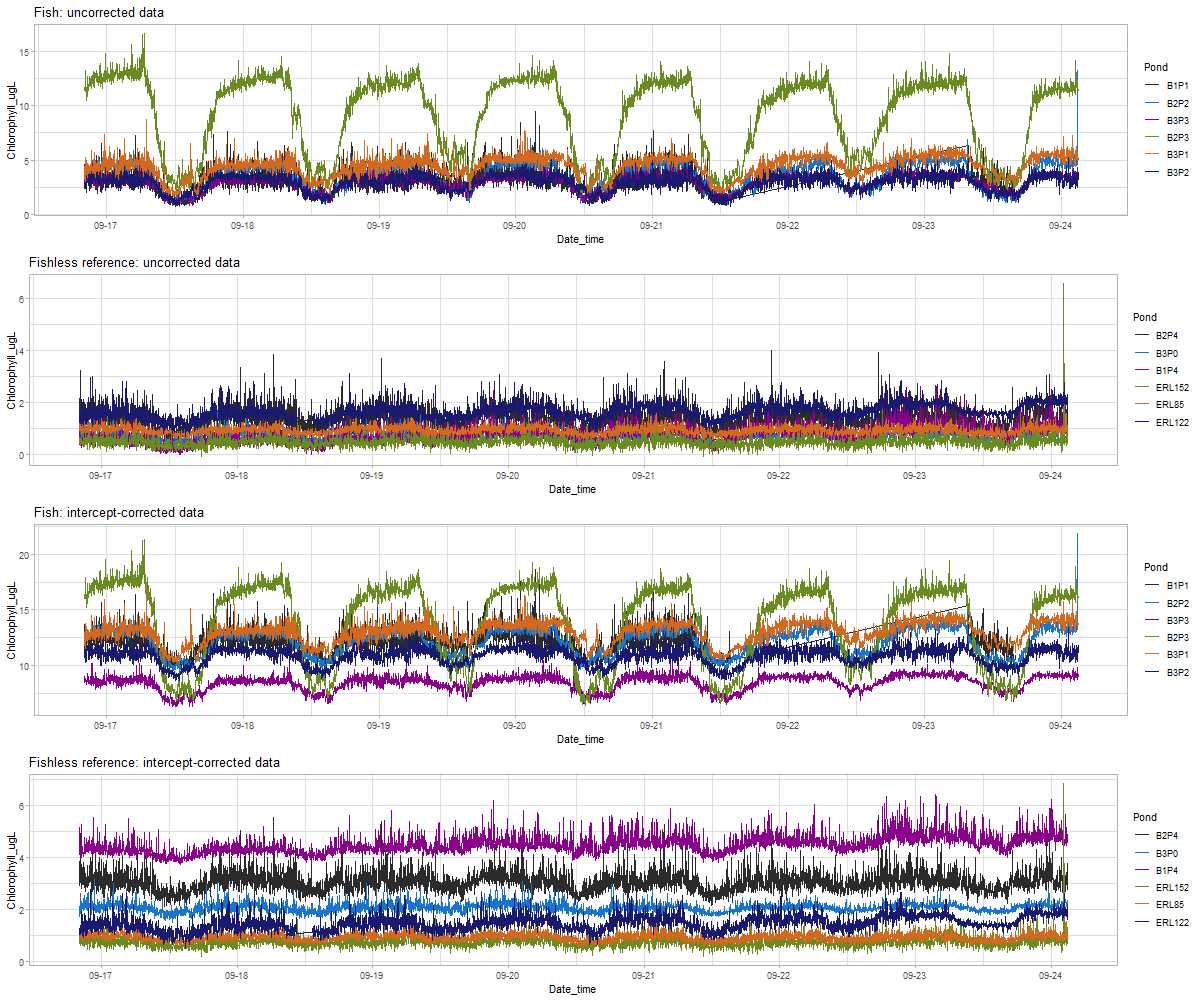 Fish: uncorrected data
Chlorophyll_ugL
15
10
5
0
09-17 09-18 09-19 09-20 09-21 09-22 09-23 09-24
Date_time
Pond
B1P1
B2P2
B3P3
B2P3
B3P1
B3P2
Fishless reference: uncorrected data
Chlorophyll_ugL
6
4
2
0
09-17 09-18 09-19 09-20 09-21 09-22 09-23 09-24
Date_time
Pond
B2P4
B3P0
B1P4
ERL152
ERL85
ERL122
Fish: intercept-corrected data
Chlorophyll_ugL
20
15
10
09-17 09-18 09-19 09-20 09-21 09-22 09-23 09-24
Date_time
Pond
B1P1
B2P2
B3P3
B2P3
B3P1
B3P2
Fishless reference: intercept-corrected data
Chlorophyll_ugL
6
4
2
0
09-17 09-18 09-19 09-20 09-21 09-22 09-23 09-24
Date_time
Pond
B2P4
B3P0
B1P4
ERL152
ERL85
ERL122